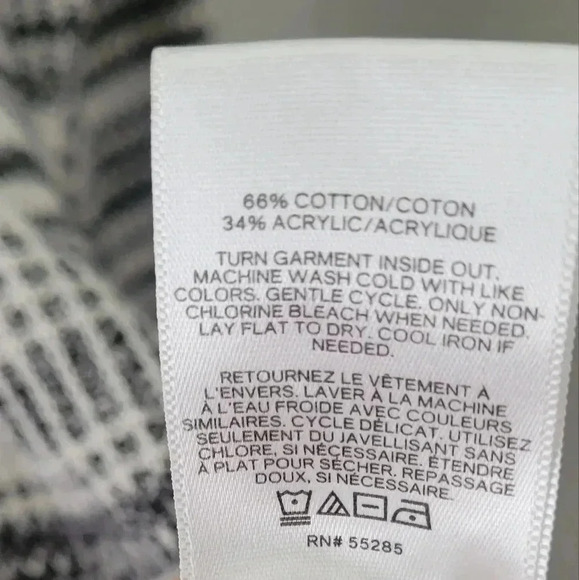 66% COTTON/COTON
34% ACRYLIC/ACRYLIQUE
TURN GARMENT INSIDE OUT.
MACHINE WASH COLD WITH LIKE
COLORS. GENTLE CYCLE. ONLY NON-
CHLORINE BLEACH WHEN NEEDED.
LAY FLAT TO DRY. COOL IRON IF
NEEDED.
RETOURNEZ LE VÊTEMENT À
L'ENVERS. LAVER À LA MACHINE
À L'EAU FROIDE AVEC COULEURS
SIMILAIRES. CYCLE DÉLICAT. UTILISEZ
SEULEMENT DU JAVELLISANT SANS
CHLORE, SI NÉCESSAIRE. ÉTENDRE
À PLAT POUR SÉCHER. REPASSAGE
DOUX, SI NÉCESSAIRE.
RN# 55285